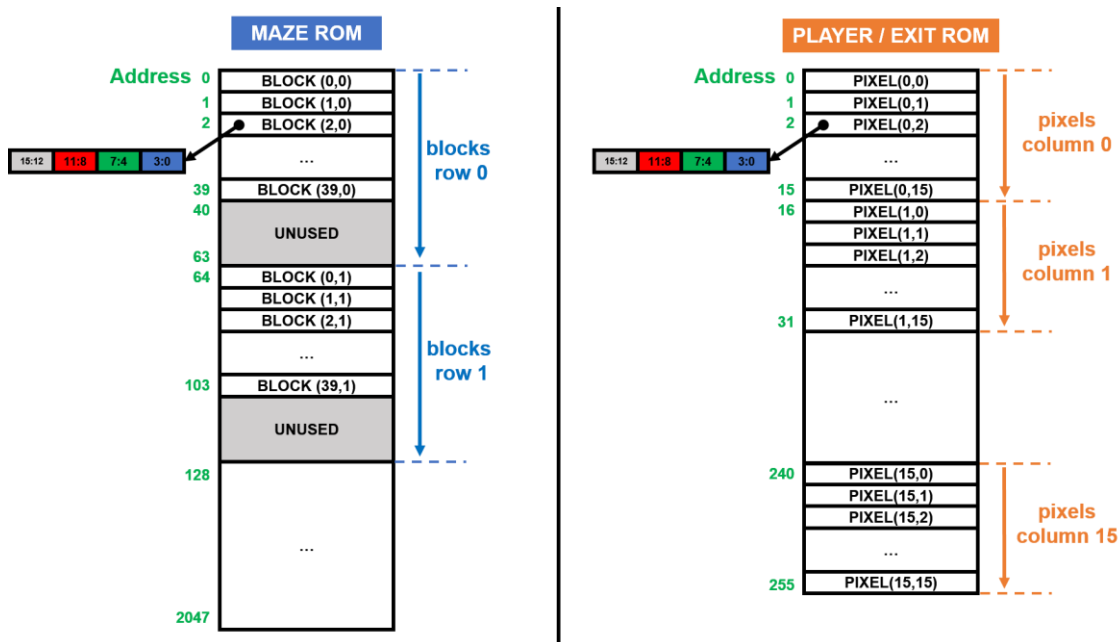 MAZE ROM
Address 0
BLOCK (0,0)
1
BLOCK (1,0)
2
BLOCK (2,0)
15:12 11:8 7:4 3:0
...
39
BLOCK (39,0)
40
UNUSED
63
blocks
row 0
64
BLOCK (0,1)
BLOCK (1,1)
BLOCK (2,1)
...
103
BLOCK (39,1)
UNUSED
blocks
row 1
128
...
2047
PLAYER / EXIT ROM
Address 0
PIXEL(0,0)
1
PIXEL(0,1)
2
PIXEL(0,2)
15:12 11:8 7:4 3:0
...
15
PIXEL(0,15)
pixels
column 0
16
PIXEL(1,0)
PIXEL(1,1)
PIXEL(1,2)
...
31
PIXEL(1,15)
pixels
column 1
...
240
PIXEL(15,0)
PIXEL(15,1)
PIXEL(15,2)
...
255
PIXEL(15,15)
pixels
column 15